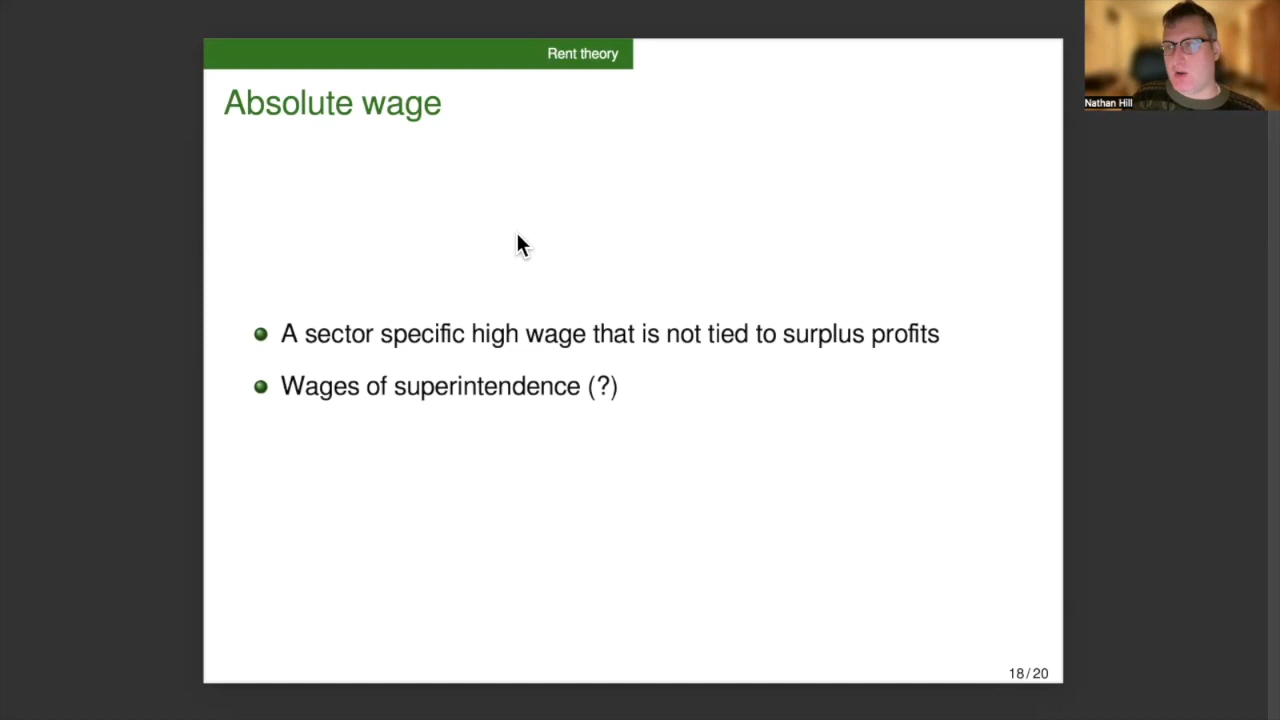 Rent theory
Absolute wage
A sector specific high wage that is not tied to surplus profits
Wages of superintendence (?)
18/20
Nathan Hill